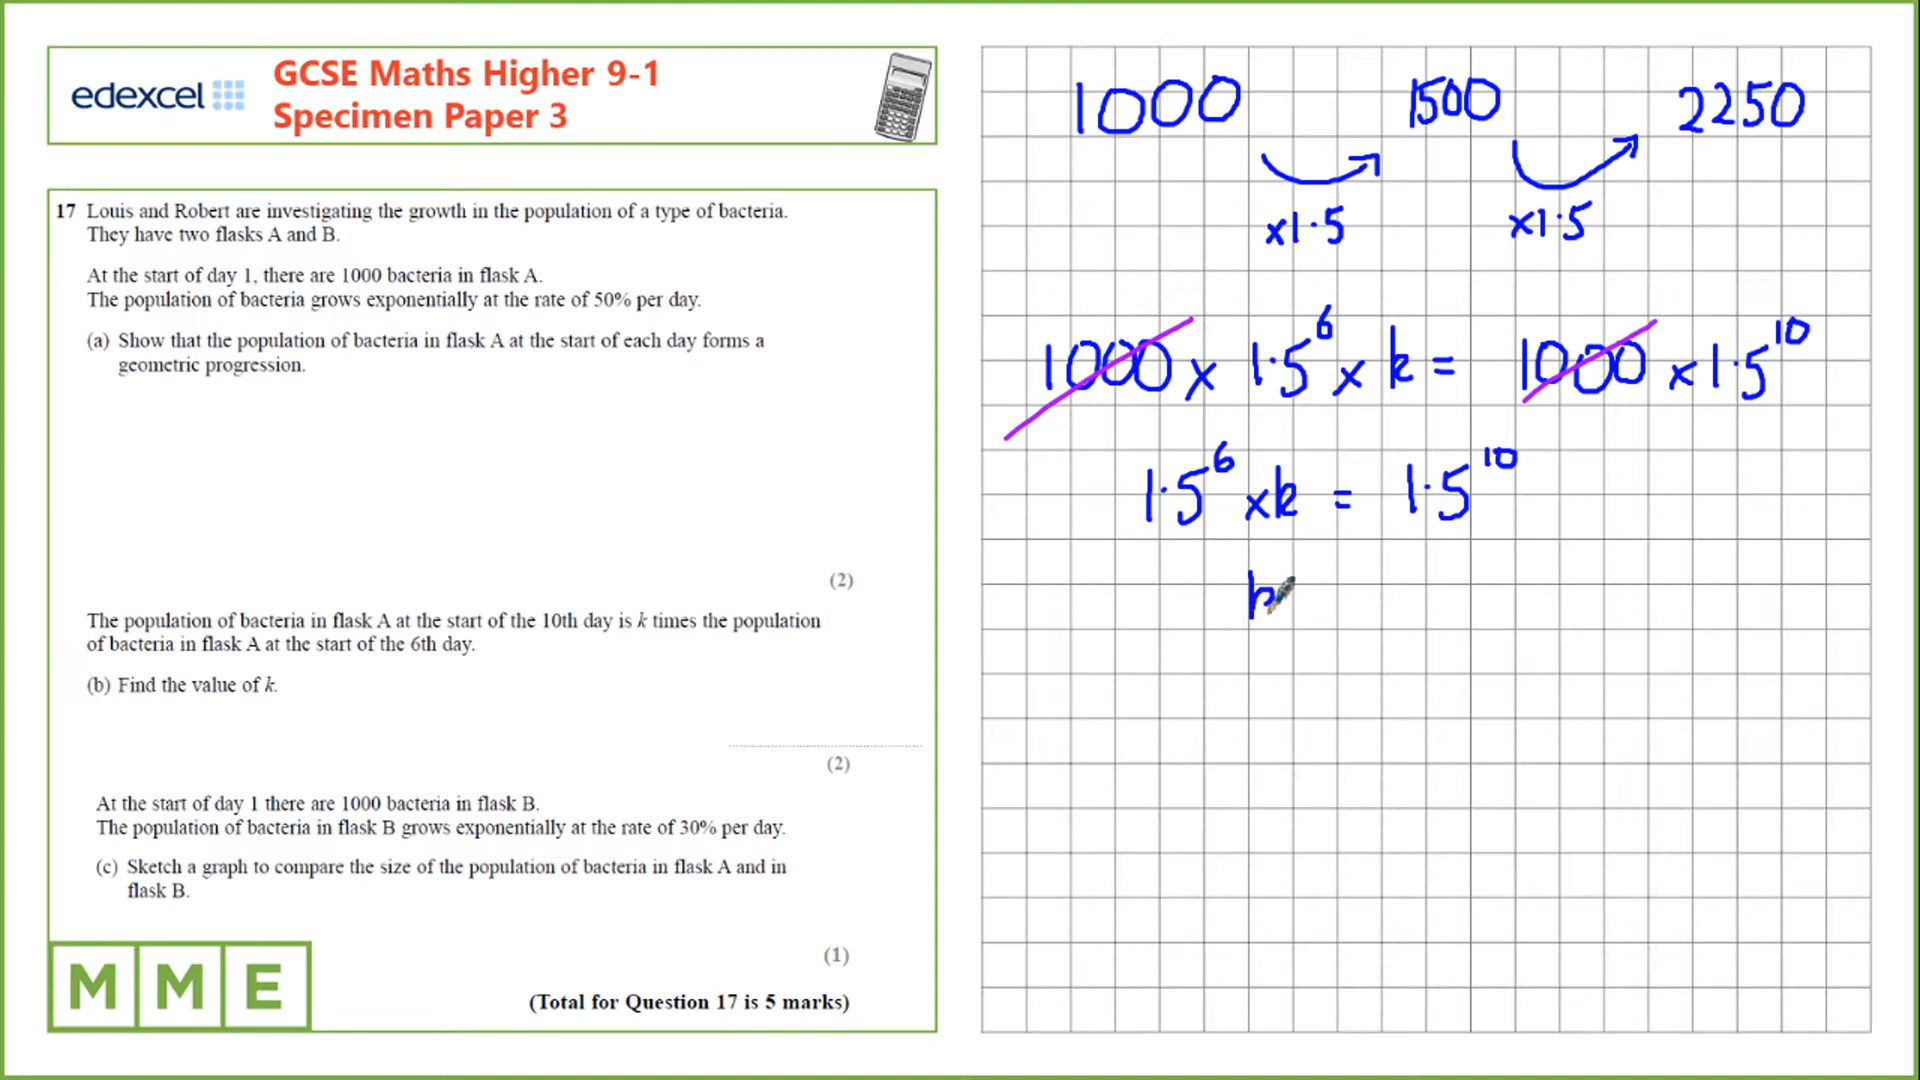 edexcel
GCSE Maths Higher 9-1
Specimen Paper 3
17 Louis and Robert are investigating the growth in the population of a type of bacteria.
They have two flasks A and B.
At the start of day 1, there are 1000 bacteria in flask A.
The population of bacteria grows exponentially at the rate of 50% per day.
(a) Show that the population of bacteria in flask A at the start of each day forms a
geometric progression.
(2)
The population of bacteria in flask A at the start of the 10th day is k times the population
of bacteria in flask A at the start of the 6th day.
(b) Find the value of k.
(2)
At the start of day 1 there are 1000 bacteria in flask B.
The population of bacteria in flask B grows exponentially at the rate of 30% per day.
(c) Sketch a graph to compare the size of the population of bacteria in flask A and in
flask B.
(1)
(Total for Question 17 is 5 marks)
MME
1000 1500 2250
×1·5 ×1·5
1000 × 1·5⁶ × k = 1000 × 1·5¹⁰
1·5⁶ × k = 1·5¹⁰